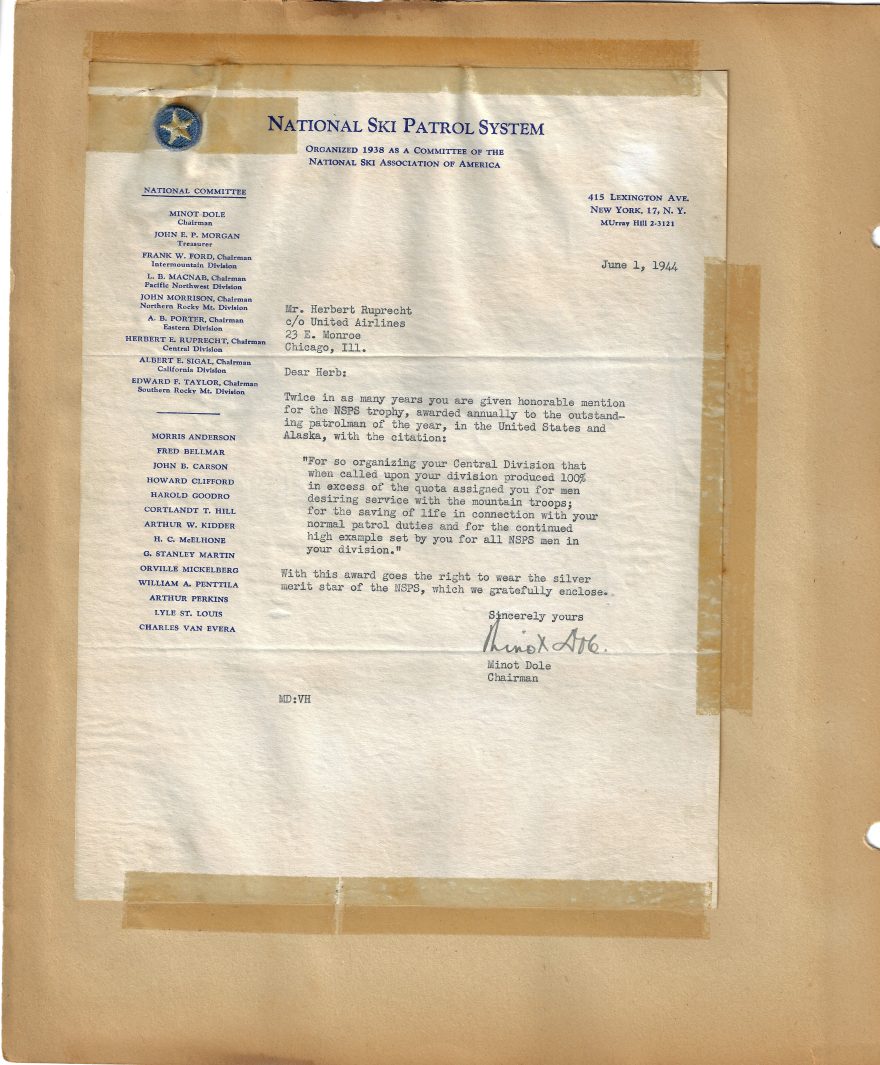 NATIONAL SKI PATROL SYSTEM
ORGANIZED 1938 AS A COMMITTEE OF THE
NATIONAL SKI ASSOCIATION OF AMERICA
NATIONAL COMMITTEE
MINOT DOLE
Chairman
JOHN E. P. MORGAN
Treasurer
FRANK W. FORD, Chairman
Intermountain Division
L. B. MACNAB, Chairman
Pacific Northwest Division
JOHN MORRISON, Chairman
Northern Rocky Mt. Division
A. B. PORTER, Chairman
Eastern Division
HERBERT E. RUPRECHT, Chairman
Central Division
ALBERT E. SIGAL, Chairman
California Division
EDWARD F. TAYLOR, Chairman
Southern Rocky Mt. Division
MORRIS ANDERSON
FRED BELLMAR
JOHN B. CARSON
HOWARD CLIFFORD
HAROLD GOODRO
CORTLANDT T. HILL
ARTHUR W. KIDDER
H. C. McELHONE
G. STANLEY MARTIN
ORVILLE MICKELBERG
WILLIAM A. PENTTILA
ARTHUR PERKINS
LYLE ST. LOUIS
CHARLES VAN EVERA
415 LEXINGTON AVE.
NEW YORK, 17, N. Y.
MUrray Hill 2-3121
June 1, 1944
Mr. Herbert Ruprecht
c/o United Airlines
23 E. Monroe
Chicago, Ill.
Dear Herb:
Twice in as many years you are given honorable mention
for the NSPS trophy, awarded annually to the outstand-
ing patrolman of the year, in the United States and
Alaska, with the citation:
"For so organizing your Central Division that
when called upon your division produced 100%
in excess of the quota assigned you for men
desiring service with the mountain troops;
for the saving of life in connection with your
normal patrol duties and for the continued
high example set by you for all NSPS men in
your division."
With this award goes the right to wear the silver
merit star of the NSPS, which we gratefully enclose.
Sincerely yours
Minot Dole
Minot Dole
Chairman
MD:VH